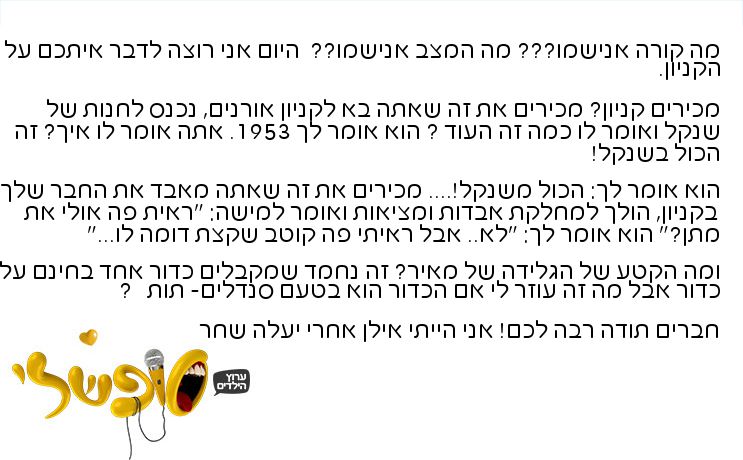 מה קורה אנישמו??? מה המצב אנישמו?? היום אני רוצה לדבר איתכם על
הקניון.
מכירים קניון? מכירים את זה שאתה בא לקניון אורנים, נכנס לחנות של
שנקל ואומר לו כמה זה העוד ? הוא אומר לך 1953. אתה אומר לו איך? זה
הכול בשנקל!
הוא אומר לך: הכול משנקל!.... מכירים את זה שאתה מאבד את החבר שלך
בקניון, הולך למחלקת אבדות ומציאות ואומר למישה: "ראית פה אולי את
מתן?" הוא אומר לך: "לא.. אבל ראיתי פה קוטב שקצת דומה לו..."
ומה הקטע של הגלידה של מאיר? זה נחמד שמקבלים כדור אחד בחינם על
כדור אבל מה זה עוזר לי אם הכדור הוא בטעם סנדלים- תות ?
חברים תודה רבה לכם! אני הייתי אילן אחרי יעלה שחר
סופשלי
ערוץ
הילדים